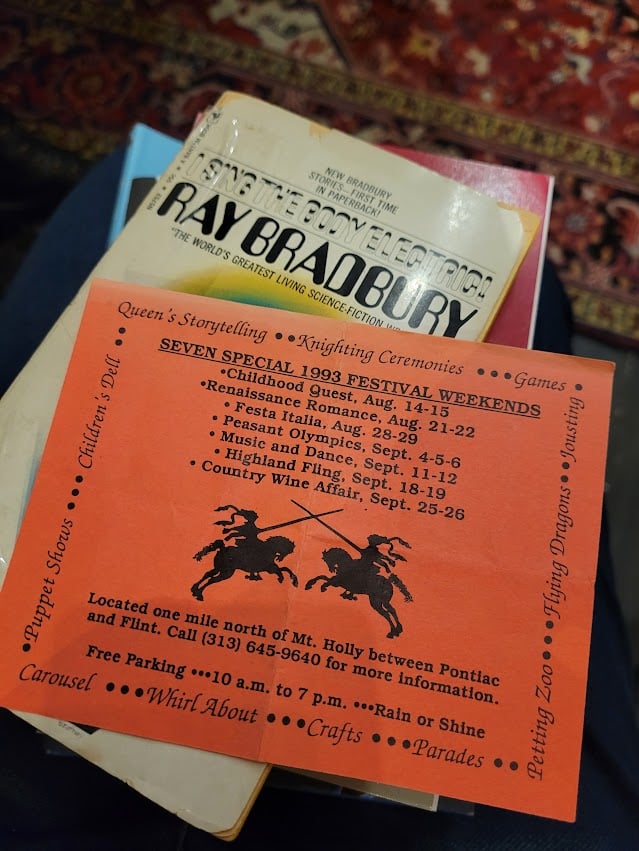 NEW BRADBURY
STORIES...FIRST TIME
IN PAPERBACK!
I SING THE BODY ELECTRIC!
RAY BRADBURY
"THE WORLD'S GREATEST LIVING SCIENCE-FICTION
Queen's Storytelling ••Knighting Ceremonies •••Games •
SEVEN SPECIAL 1993 FESTIVAL WEEKENDS
•Childhood Quest, Aug. 14-15
•Renaissance Romance, Aug. 21-22
• Festa Italia, Aug. 28-29
• Peasant Olympics, Sept. 4-5-6
• Music and Dance, Sept. 11-12
• Highland Fling, Sept. 18-19
• Country Wine Affair, Sept. 25-26
Located one mile north of Mt. Holly between Pontiac
and Flint. Call (313) 645-9640 for more information.
Free Parking •••10 a.m. to 7 p.m. •••Rain or Shine
•Puppet Shows •••• Children's Dell ••
Petting Zoo •••Flying Dragons••Jousting
Carousel •••Whirl About •••Crafts •••Parades ••